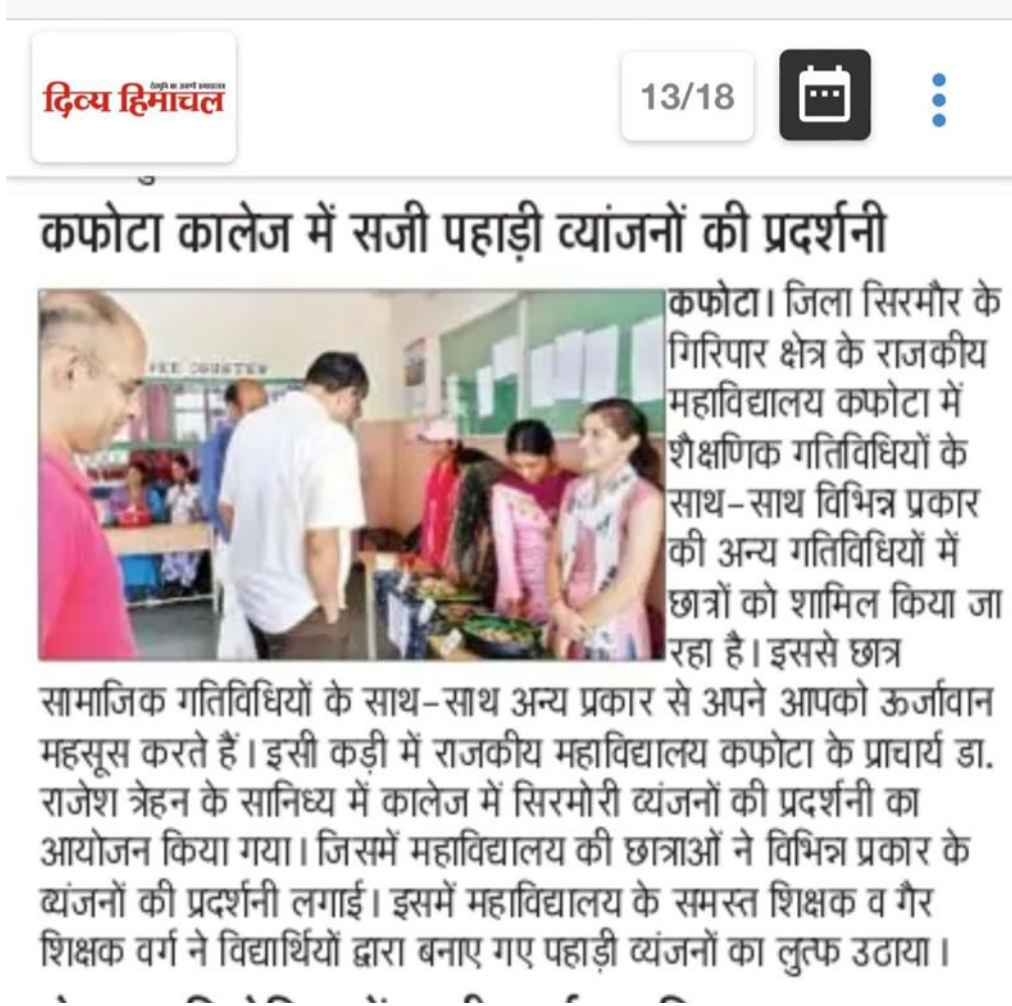 दिव्य हिमाचल
13/18
कफोटा कालेज में सजी पहाड़ी व्यांजनों की प्रदर्शनी
FEE COUNTER
कफोटा। जिला सिरमौर के
गिरिपार क्षेत्र के राजकीय
महाविद्यालय कफोटा में
शैक्षणिक गतिविधियों के
साथ-साथ विभिन्न प्रकार
की अन्य गतिविधियों में
छात्रों को शामिल किया जा
रहा है। इससे छात्र
सामाजिक गतिविधियों के साथ-साथ अन्य प्रकार से अपने आपको ऊर्जावान
महसूस करते हैं। इसी कड़ी में राजकीय महाविद्यालय कफोटा के प्राचार्य डा.
राजेश त्रेहन के सानिध्य में कालेज में सिरमोरी व्यंजनों की प्रदर्शनी का
आयोजन किया गया। जिसमें महाविद्यालय की छात्राओं ने विभिन्न प्रकार के
व्यंजनों की प्रदर्शनी लगाई। इसमें महाविद्यालय के समस्त शिक्षक व गैर
शिक्षक वर्ग ने विद्यार्थियों द्वारा बनाए गए पहाड़ी व्यंजनों का लुत्फ उठाया।